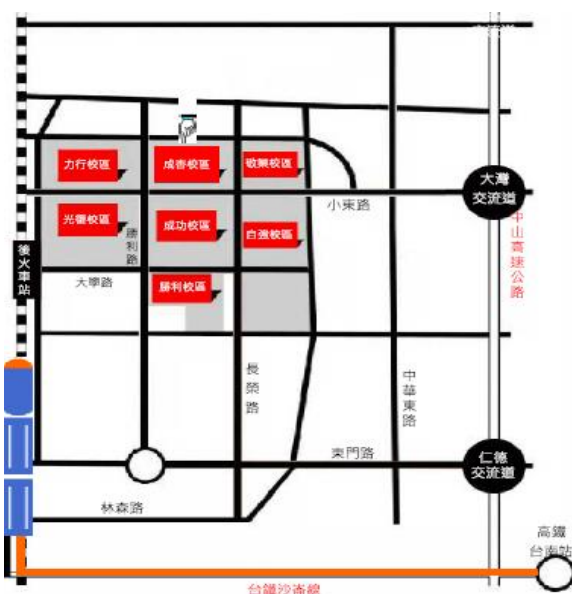 力行校區
成杏校區
敬業校區
大灣
交流道
小東路
光復校區
勝利路
成功校區
自強校區
中山高速公路
後火車站
大學路
勝利校區
長榮路
中華東路
東門路
仁德
交流道
林森路
高鐵
台南站
台鐵沙崙線